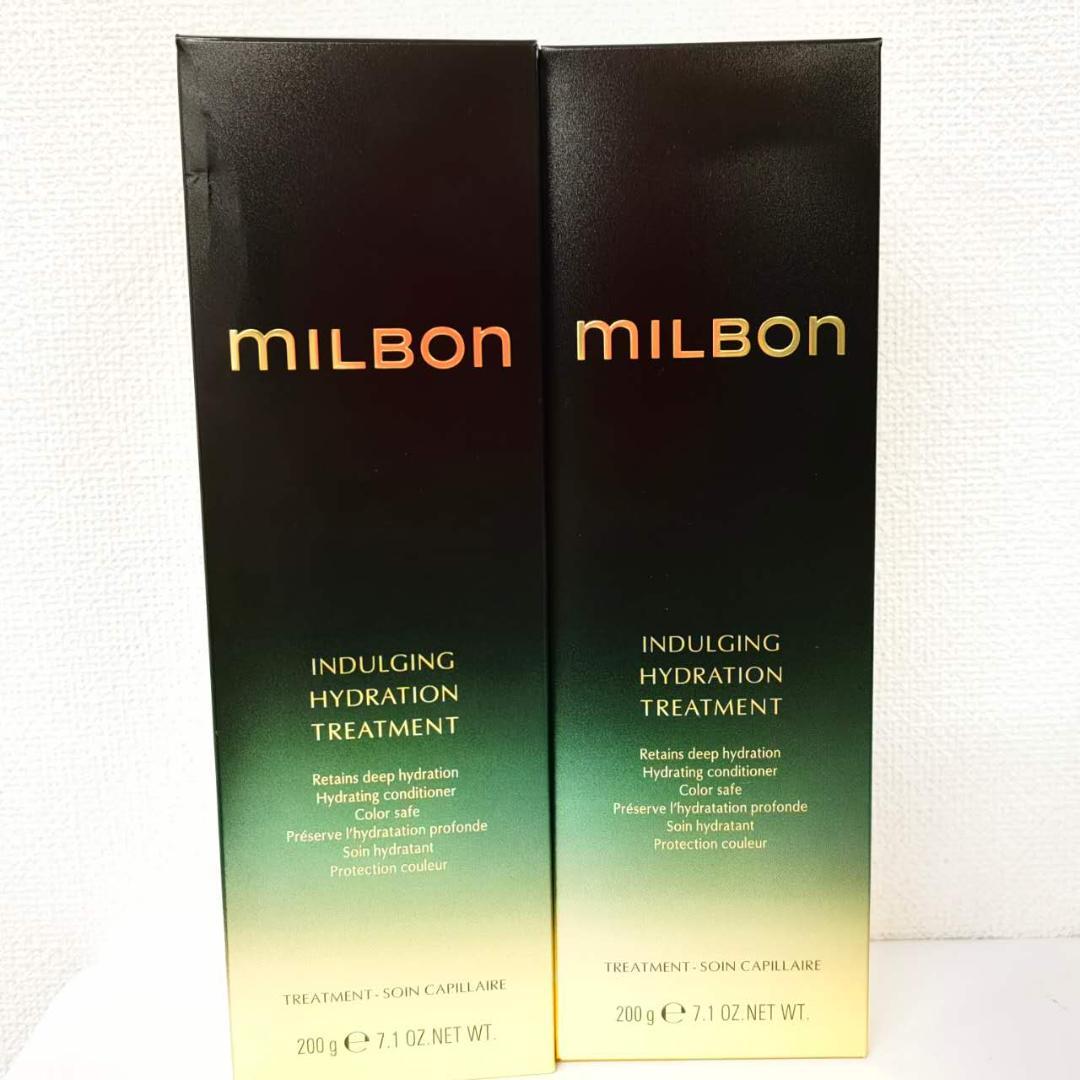 mILBon
INDULGING
HYDRATION
TREATMENT
Retains deep hydration
Hydrating conditioner
Color safe
Préserve l'hydratation profonde
Soin hydratant
Protection couleur
TREATMENT - SOIN CAPILLAIRE
200 g ℮ 7.1 OZ.NET WT.
mILBon
INDULGING
HYDRATION
TREATMENT
Retains deep hydration
Hydrating conditioner
Color safe
Préserve l'hydratation profonde
Soin hydratant
Protection couleur
TREATMENT - SOIN CAPILLAIRE
200 g ℮ 7.1 OZ.NET WT.